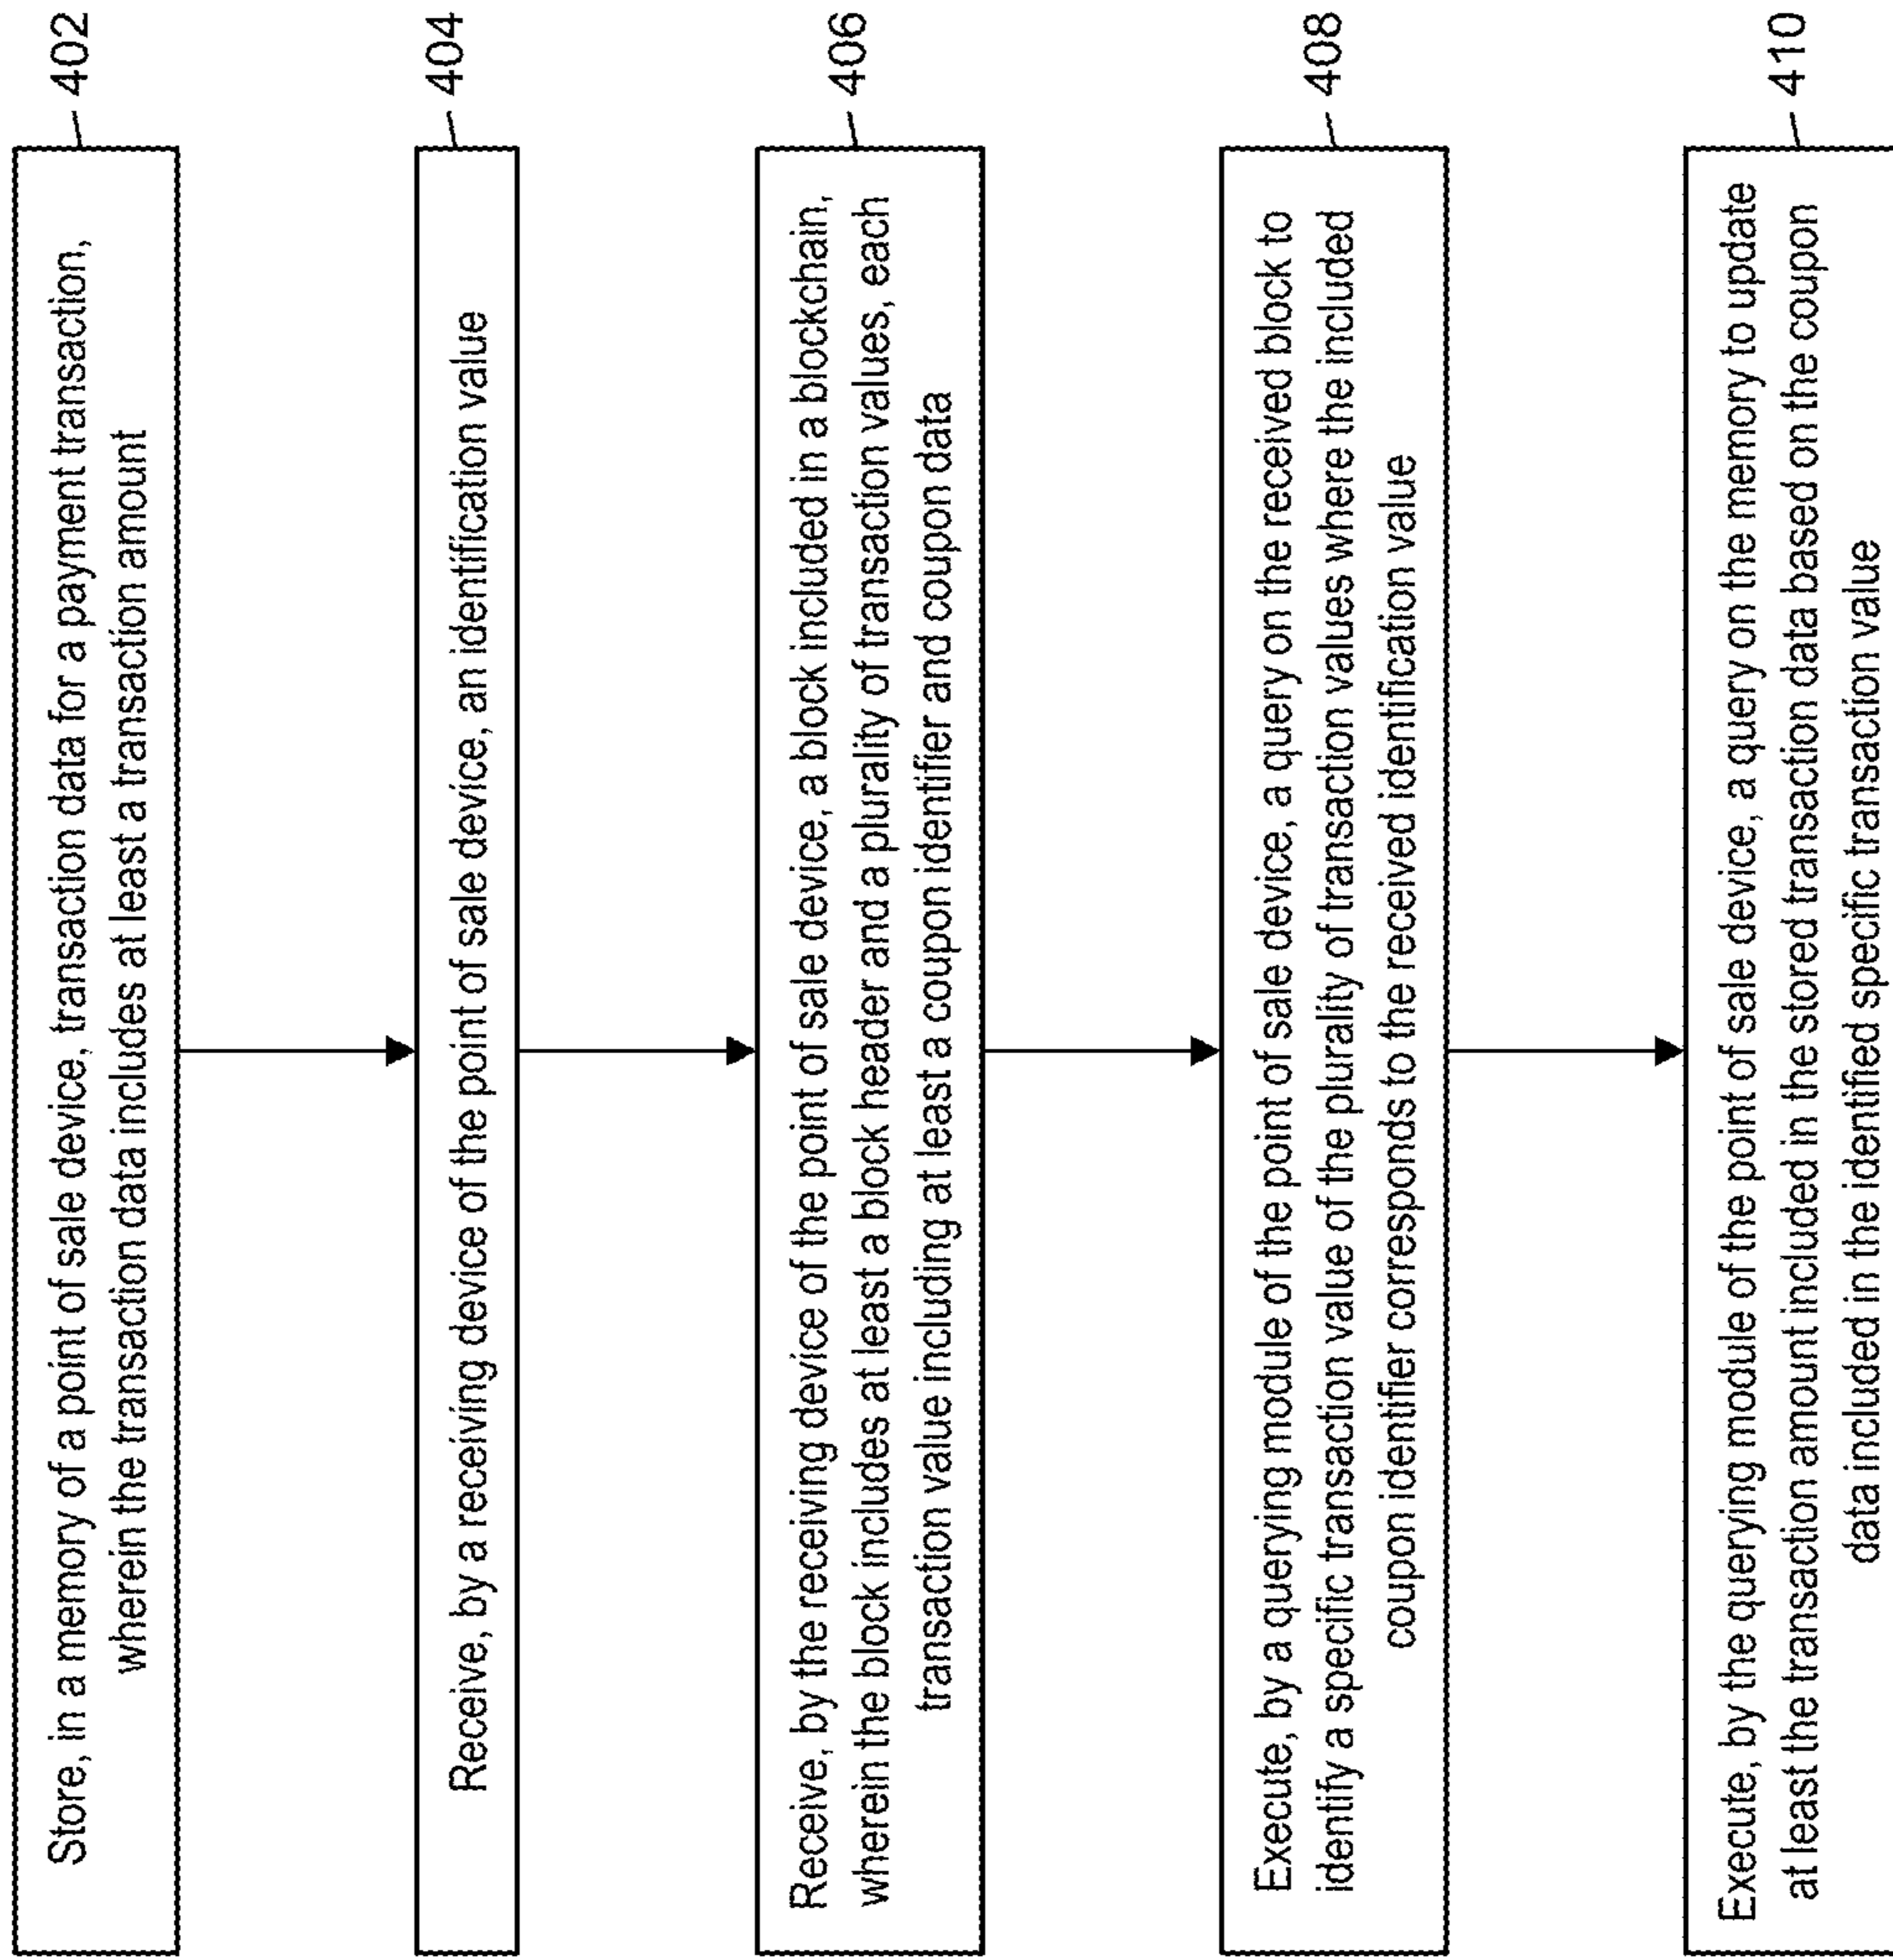 Store, in a memory of a point of sale device, transaction data for a payment transaction,
wherein the transaction data includes at least a transaction amount
402
Receive, by a receiving device of the point of sale device, an identification value
404
Receive, by the receiving device of the point of sale device, a block included in a blockchain,
wherein the block includes at least a block header and a plurality of transaction values, each
transaction value including at least a coupon identifier and coupon data
406
Execute, by a querying module of the point of sale device, a query on the received block to
identify a specific transaction value of the plurality of transaction values where the included
coupon identifier corresponds to the received identification value
408
Execute, by the querying module of the point of sale device, a query on the memory to update
at least the transaction amount included in the stored transaction data based on the coupon
data included in the identified specific transaction value
410